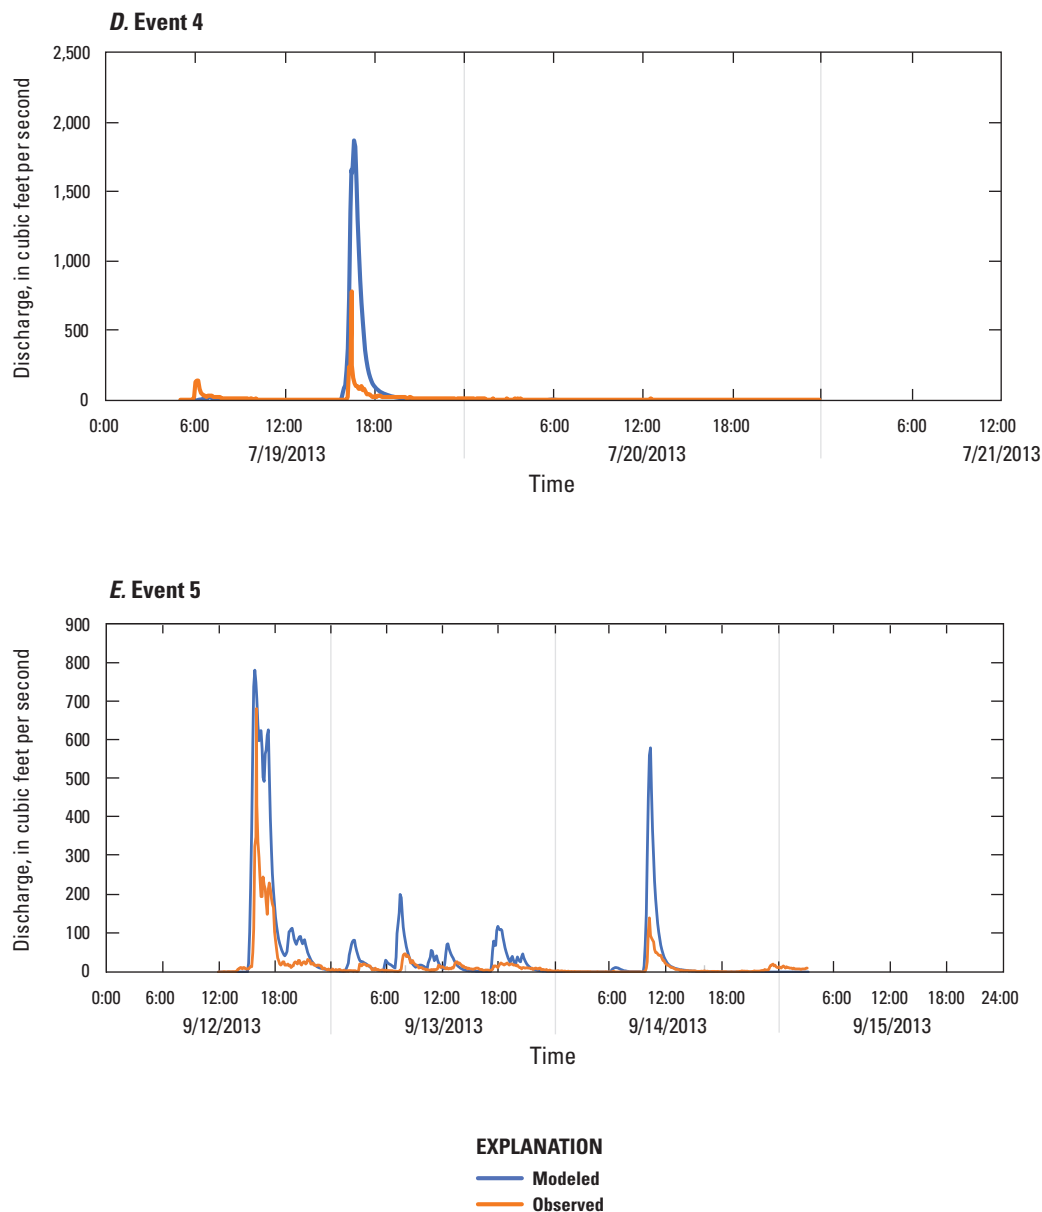 D. Event 4
Discharge, in cubic feet per second
2,500
2,000
1,500
1,000
500
0
0:00 6:00 12:00 18:00 6:00 12:00 18:00 6:00 12:00
7/19/2013 7/20/2013 7/21/2013
Time
E. Event 5
Discharge, in cubic feet per second
900
800
700
600
500
400
300
200
100
0
0:00 6:00 12:00 18:00 6:00 12:00 18:00 6:00 12:00 18:00 6:00 12:00 18:00 24:00
9/12/2013 9/13/2013 9/14/2013 9/15/2013
Time
EXPLANATION
Modeled
Observed